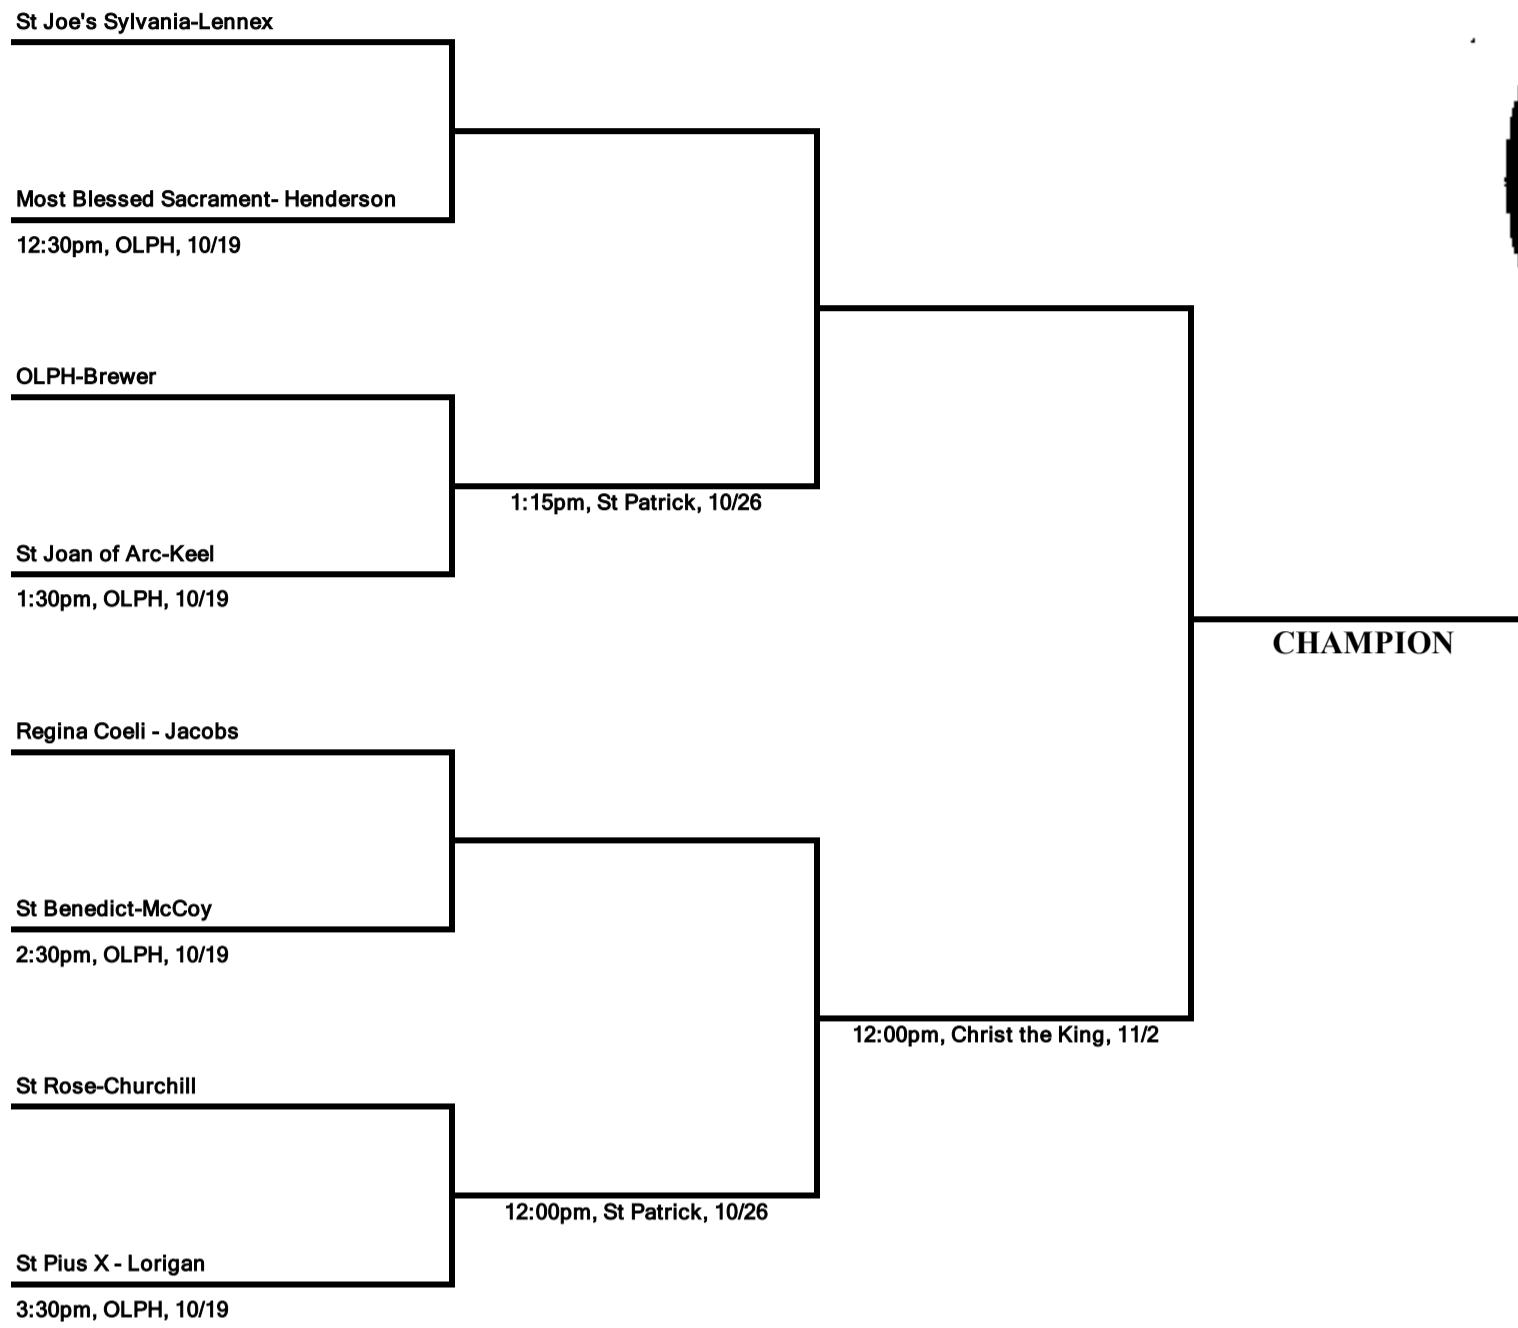 St Joe's Sylvania-Lennex
Most Blessed Sacrament- Henderson
12:30pm, OLPH, 10/19
OLPH-Brewer
1:15pm, St Patrick, 10/26
St Joan of Arc-Keel
1:30pm, OLPH, 10/19
CHAMPION
Regina Coeli - Jacobs
St Benedict-McCoy
2:30pm, OLPH, 10/19
12:00pm, Christ the King, 11/2
St Rose-Churchill
12:00pm, St Patrick, 10/26
St Pius X - Lorigan
3:30pm, OLPH, 10/19